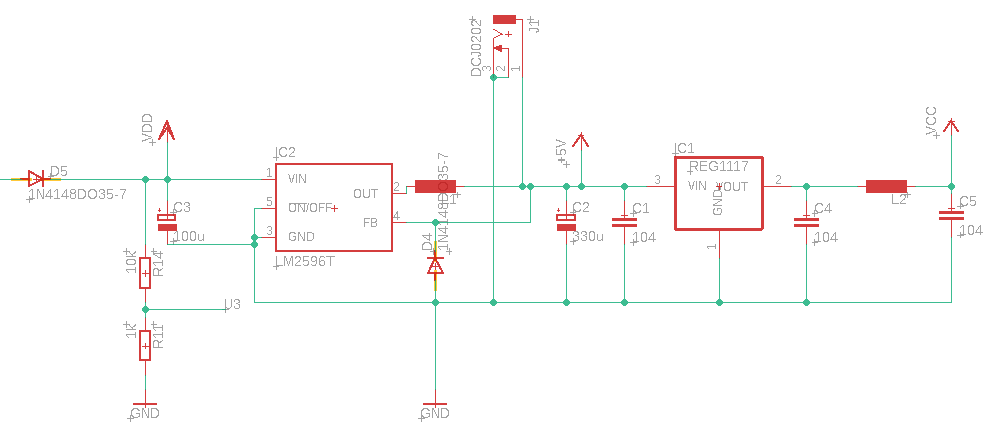 DCJ0202
J1
3
2
1
VDD
+5V
VCC
D5
1N4148DO35-7
IC2
1
VIN
5
ON/OFF
3
GND
OUT
2
FB
4
LM2596T
C3
100u
L1
1N4148DO35-7
D4
C2
330u
C1
104
IC1
REG1117
3
VIN
VOUT
2
GND
1
C4
104
L2
C5
104
10k
R14
U3
1k
R11
GND
GND